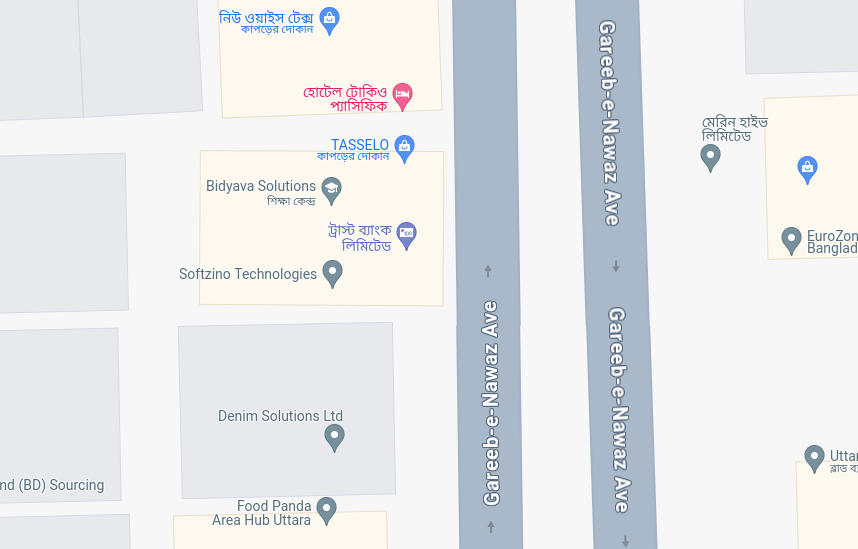 নিউ ওয়াইস টেক্স
কাপড়ের দোকান
হোটেল টোকিও
প্যাসিফিক
TASSELO
কাপড়ের দোকান
Bidyava Solutions
শিক্ষা কেন্দ্র
ট্রাস্ট ব্যাংক
লিমিটেড
Softzino Technologies
Denim Solutions Ltd
nd (BD) Sourcing
Food Panda
Area Hub Uttara
Gareeb-e-Nawaz Ave
Gareeb-e-Nawaz Ave
Gareeb-e-Nawaz Ave
মেরিন হাইভ
লিমিটেড
EuroZon
Banglad
Uttar
ব্লাড ব্য